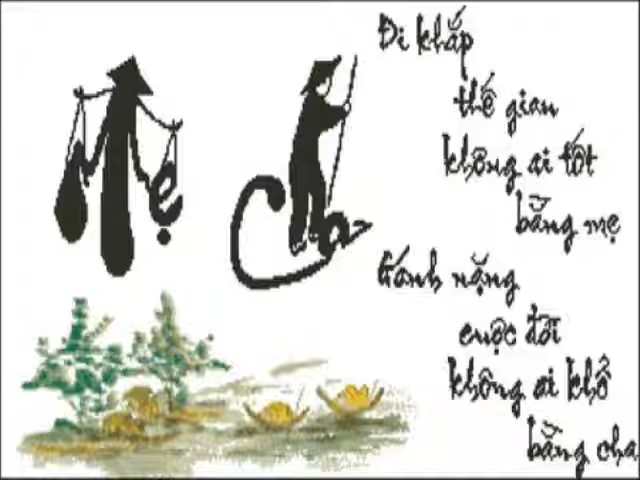 Mẹ
Cha
Đi khắp
thế gian
không ai tốt
bằng mẹ
Gánh nặng
cuộc đời
không ai khổ
bằng cha